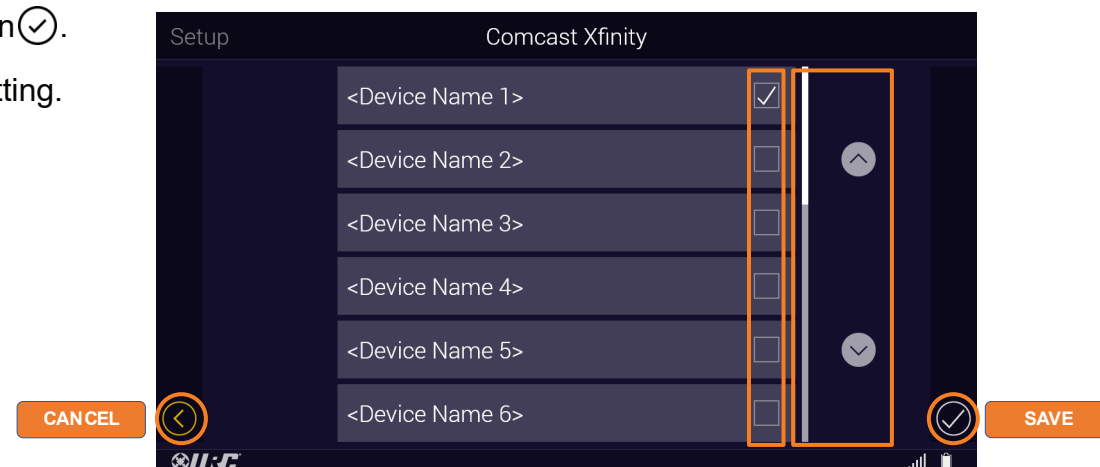 n.
tting.
Setup
Comcast Xfinity
<Device Name 1>
<Device Name 2>
<Device Name 3>
<Device Name 4>
<Device Name 5>
<Device Name 6>
CANCEL
SAVE